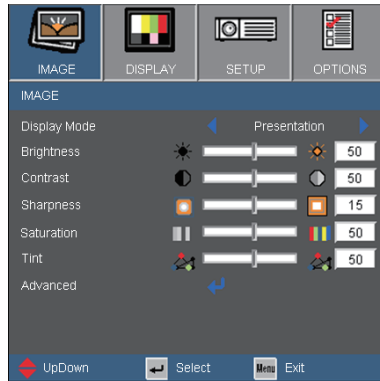 IMAGE DISPLAY SETUP OPTIONS
IMAGE
Display Mode Presentation
Brightness 50
Contrast 50
Sharpness 15
Saturation 50
Tint 50
Advanced
UpDown Select Menu Exit